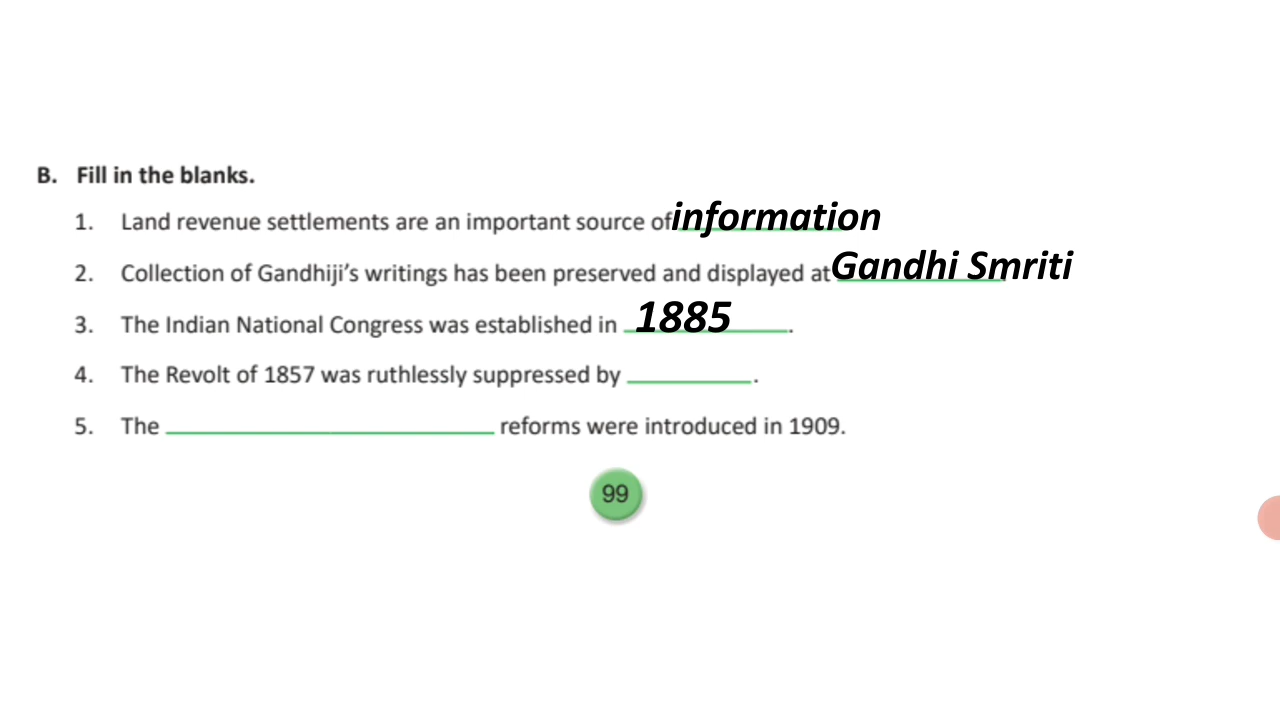 B. Fill in the blanks.
1. Land revenue settlements are an important source of information
2. Collection of Gandhiji’s writings has been preserved and displayed at Gandhi Smriti
3. The Indian National Congress was established in 1885.
4. The Revolt of 1857 was ruthlessly suppressed by ________.
5. The ________________ reforms were introduced in 1909.
99